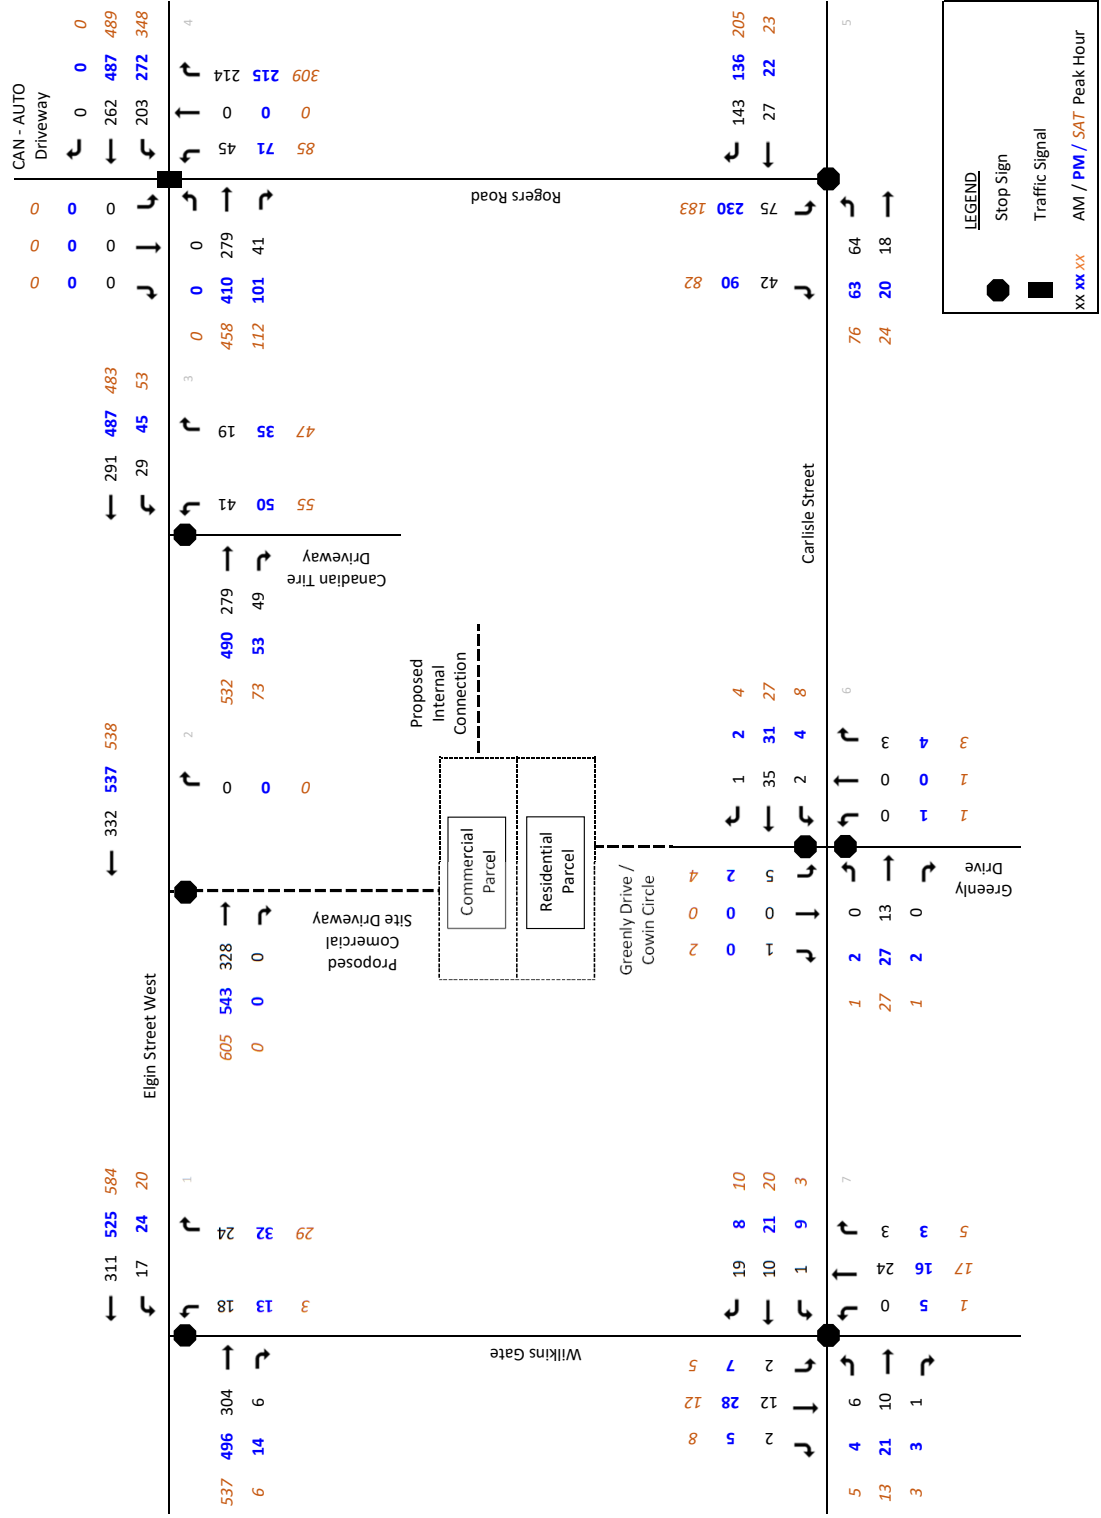 CAN - AUTO
Driveway
0 0 0
0 0 0
0 0 0
0 0 0
262 487 489
203 272 348
4
458 410 279
0 0 0
112 101 41
85 71 45
0 0 0
309 215 214
291 487 483
29 45 53
3
532 490 279
73 53 49
55 50 41
47 35 19
Canadian Tire
Driveway
332 537 538
2
605 543 328
0 0 0
0 0 0
Proposed
Comercial
Site Driveway
Elgin Street West
311 525 584
17 24 20
1
537 496 304
6 14 6
3 13 18
29 32 24
Proposed
Internal
Connection
Commercial
Parcel
Residential
Parcel
Greenly Drive /
Cowin Circle
Wilkins Gate
Rogers Road
Carlisle Street
2 5 8
12 28 12
2 7 5
19 8 10
10 21 20
1 9 3
7
5 4 6
13 21 10
3 3 1
1 5 0
17 16 24
5 3 3
1 0 2
0 0 0
5 2 4
1 2 4
35 31 27
2 4 8
6
1 2 0
27 27 13
1 2 0
1 1 0
1 0 0
3 4 3
Greenly
Drive
42 90 82
75 230 183
143 136 205
27 22 23
5
76 63 64
24 20 18
LEGEND
Stop Sign
Traffic Signal
xx xx xx AM / PM / SAT Peak Hour